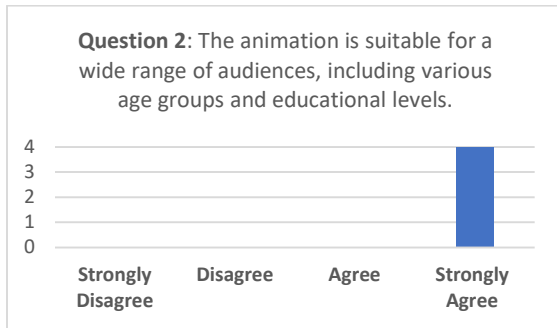 Question 2: The animation is suitable for a
wide range of audiences, including various
age groups and educational levels.
4
3
2
1
0
Strongly Disagree
Disagree
Agree
Strongly Agree